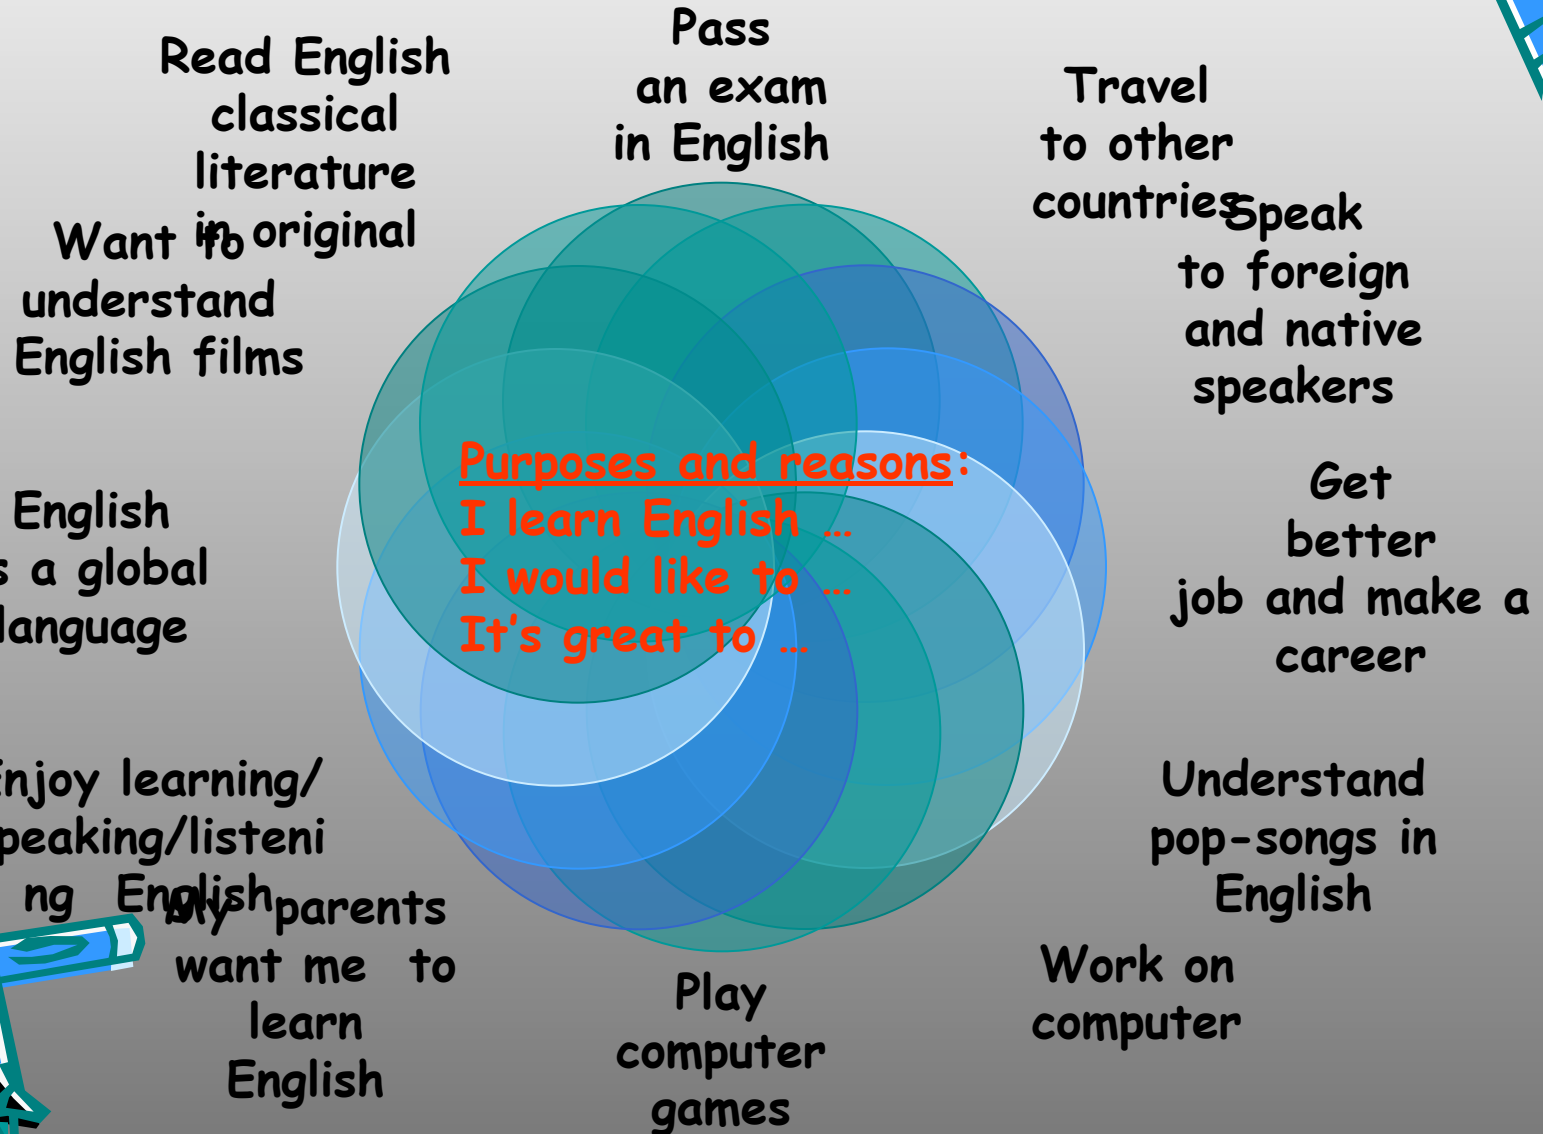 Pass
an exam
in English
Travel
to other
countries
Speak
to foreign
and native
speakers
Get
better
job and make a
career
Understand
pop-songs in
English
Work on
computer
Play
computer
games
My parents
want me to
learn
English
Enjoy learning/
peaking/listeni
ng English
English
s a global
language
Want to
understand
English films
Read English
classical
literature
in original
Purposes and reasons:
I learn English …
I would like to …
It’s great to …